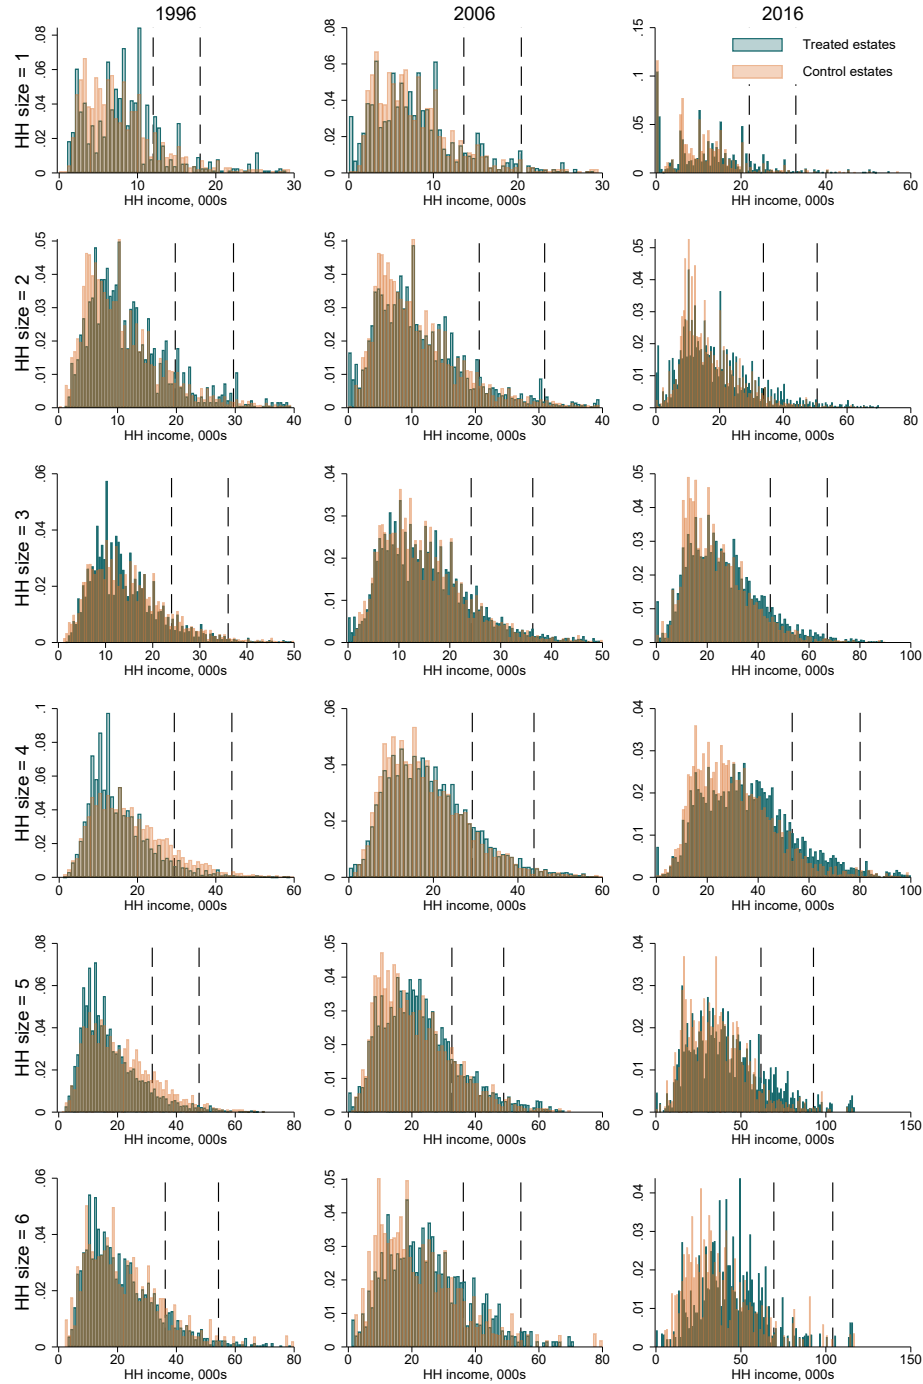 1996 2006 2016
HH size = 1
0 .02 .04 .06 .08
0 10 20 30
HH income, 000s
0 .02 .04 .06 .08
0 10 20 30
HH income, 000s
0 .05 .1 .15
Treated estates
Control estates
0 20 40 60
HH income, 000s
HH size = 2
0 .01 .02 .03 .04 .05
0 10 20 30 40
HH income, 000s
0 .01 .02 .03 .04 .05
0 10 20 30 40
HH income, 000s
0 .01 .02 .03 .04 .05
0 20 40 60 80
HH income, 000s
HH size = 3
0 .02 .04 .06
0 10 20 30 40 50
HH income, 000s
0 .01 .02 .03 .04
0 10 20 30 40 50
HH income, 000s
0 .01 .02 .03 .04 .05
0 20 40 60 80 100
HH income, 000s
HH size = 4
0 .02 .04 .06 .08 .1
0 20 40 60
HH income, 000s
0 .02 .04 .06
0 20 40 60
HH income, 000s
0 .01 .02 .03 .04
0 20 40 60 80 100
HH income, 000s
HH size = 5
0 .02 .04 .06 .08
0 20 40 60 80
HH income, 000s
0 .01 .02 .03 .04 .05
0 20 40 60 80
HH income, 000s
0 .01 .02 .03 .04
0 50 100 150
HH income, 000s
HH size = 6
0 .02 .04 .06
0 20 40 60 80
HH income, 000s
0 .01 .02 .03 .04 .05
0 20 40 60 80
HH income, 000s
0 .01 .02 .03 .04
0 50 100 150
HH income, 000s